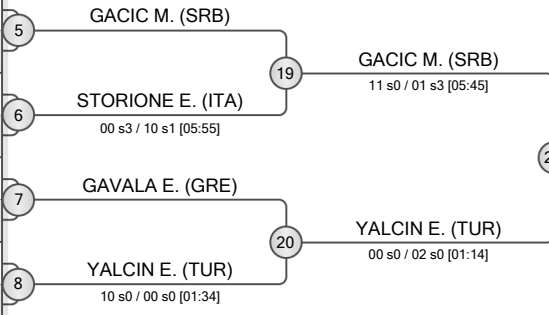 GACIC M. (SRB)
5
19
GACIC M. (SRB)
11 s0 / 01 s3 [05:45]
STORIONE E. (ITA)
6
00 s3 / 10 s1 [05:55]
GAVALA E. (GRE)
7
20
YALCIN E. (TUR)
00 s0 / 02 s0 [01:14]
YALCIN E. (TUR)
8
10 s0 / 00 s0 [01:34]